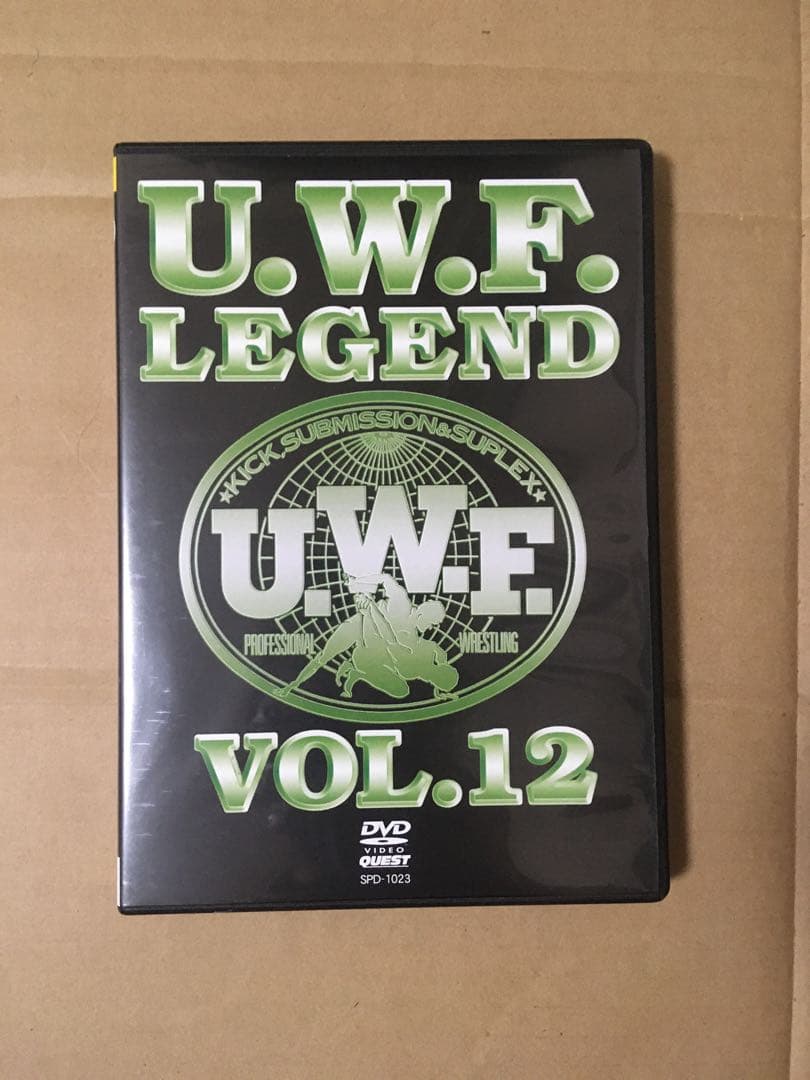 U.W.F.
LEGEND
★KICK,SUBMISSION&SUPLEX★
U.W.F.
PROFESSIONAL WRESTLING
VOL.12
DVD
VIDEO
QUEST
SPD-1023